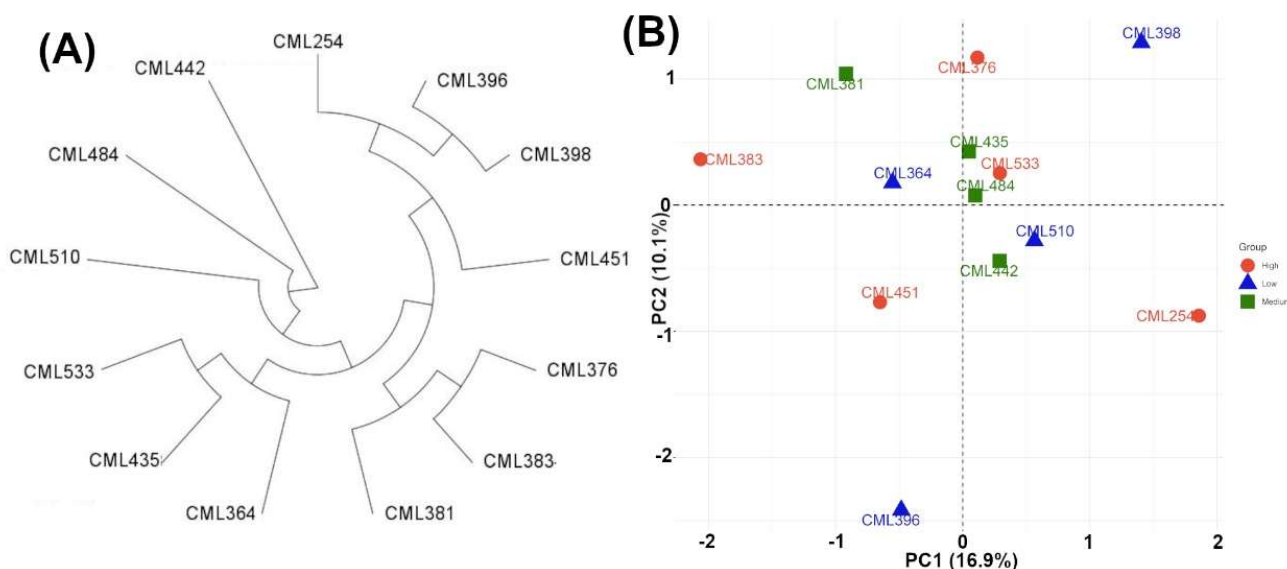 (A)
CML254
CML442
CML396
CML484
CML398
CML510
CML451
CML533
CML376
CML435
CML383
CML364
CML381
(B)
CML398
CML376
1
CML381
CML435
CML383
CML533
CML364
CML484
0
CML510
CML442
CML451
CML254
-1
-2
CML396
PC2 (10.1%)
-2 -1 0 1 2
PC1 (16.9%)
Group
High
Low
Medium